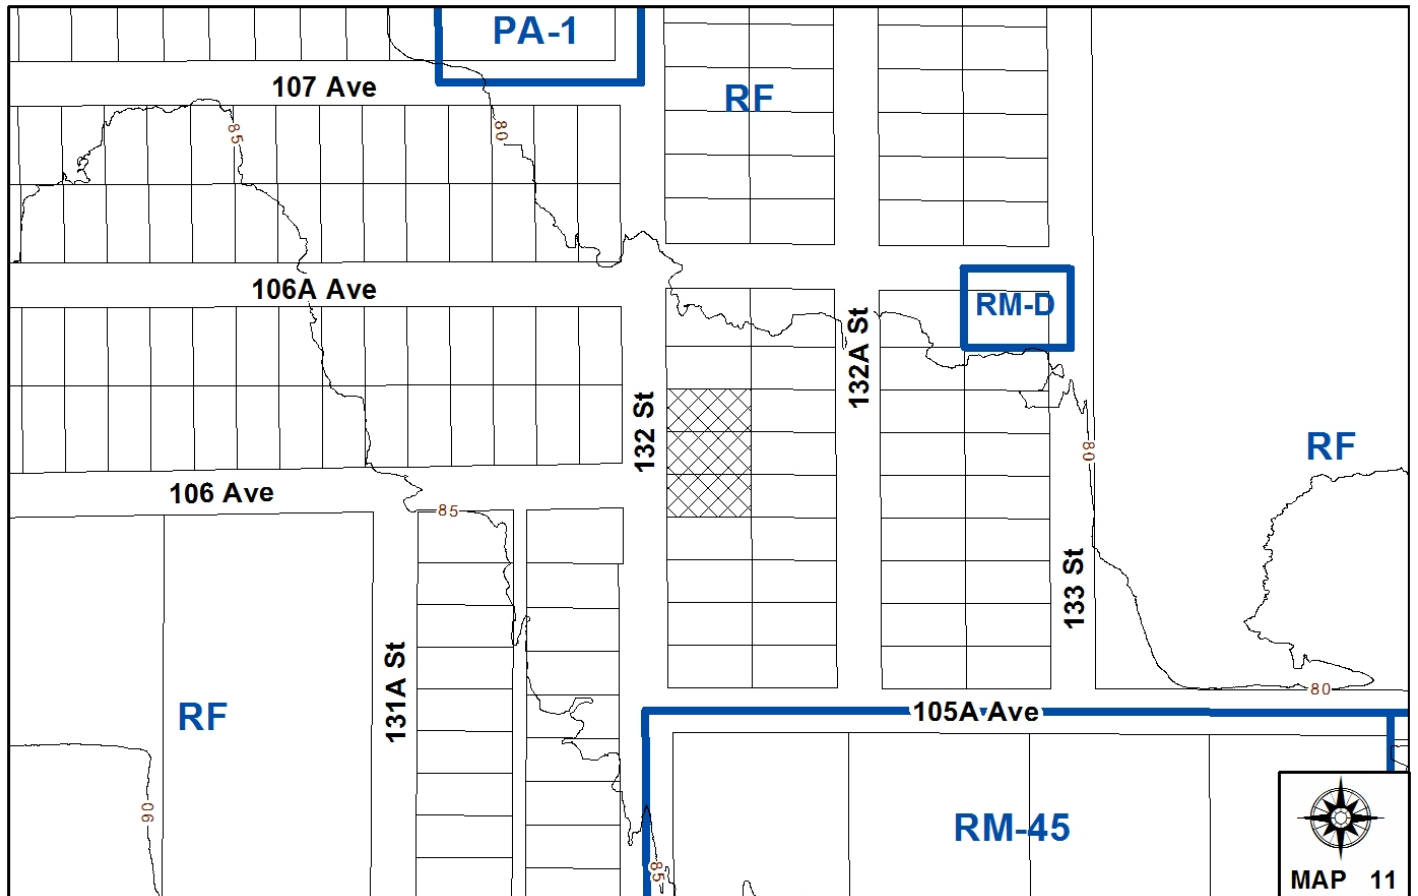 PA-1
107 Ave
RF
85
80
106A Ave
RM-D
132A St
132 St
80
RF
106 Ave
85
133 St
131A St
80
RF
105A Ave
90
RM-45
85
MAP 11